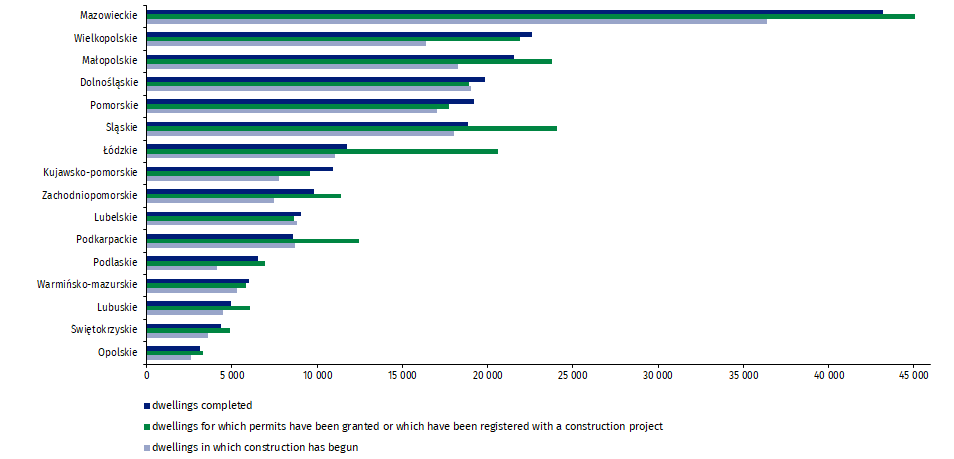 Mazowieckie
Wielkopolskie
Małopolskie
Dolnośląskie
Pomorskie
Sląskie
Łódzkie
Kujawsko-pomorskie
Zachodniopomorskie
Lubelskie
Podkarpackie
Podlaskie
Warmińsko-mazurskie
Lubuskie
Swiętokrzyskie
Opolskie
0 5 000 10 000 15 000 20 000 25 000 30 000 35 000 40 000 45 000
dwellings completed
dwellings for which permits have been granted or which have been registered with a construction project
dwellings in which construction has begun